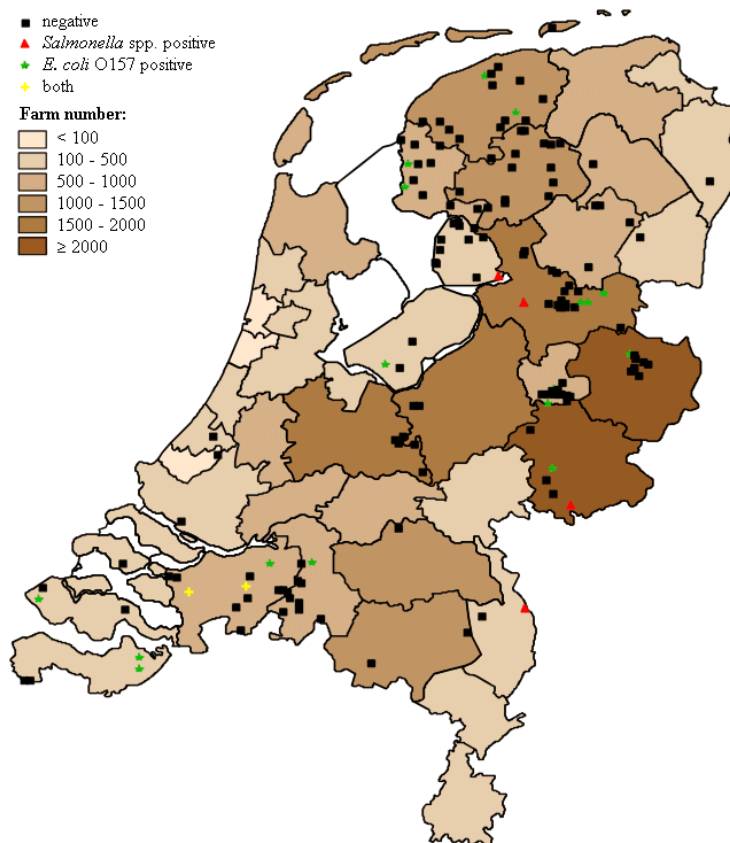 negative
Salmonella spp. positive
E. coli O157 positive
both
Farm number:
< 100
100 - 500
500 - 1000
1000 - 1500
1500 - 2000
≥ 2000